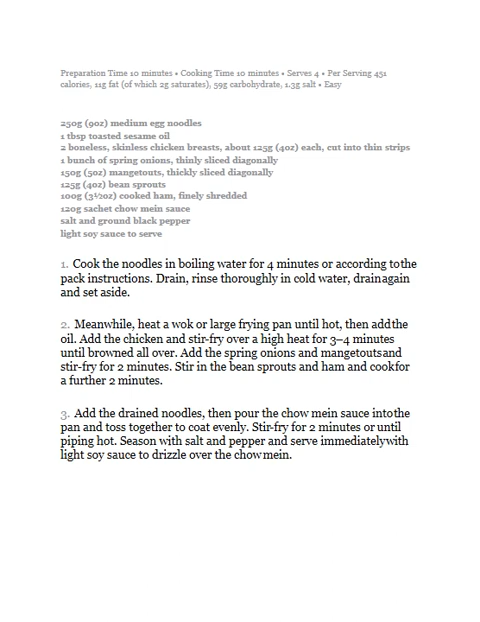 Preparation Time 10 minutes • Cooking Time 10 minutes • Serves 4 • Per Serving 451
calories, 11g fat (of which 2g saturates), 59g carbohydrate, 1.3g salt • Easy
250g (9oz) medium egg noodles
1 tbsp toasted sesame oil
2 boneless, skinless chicken breasts, about 125g (4oz) each, cut into thin strips
1 bunch of spring onions, thinly sliced diagonally
150g (5oz) mangetouts, thickly sliced diagonally
125g (4oz) bean sprouts
100g (3½oz) cooked ham, finely shredded
120g sachet chow mein sauce
salt and ground black pepper
light soy sauce to serve
1. Cook the noodles in boiling water for 4 minutes or according tothe
pack instructions. Drain, rinse thoroughly in cold water, drainagain
and set aside.
2. Meanwhile, heat a wok or large frying pan until hot, then addthe
oil. Add the chicken and stir-fry over a high heat for 3–4 minutes
until browned all over. Add the spring onions and mangetoutsand
stir-fry for 2 minutes. Stir in the bean sprouts and ham and cookfor
a further 2 minutes.
3. Add the drained noodles, then pour the chow mein sauce intothe
pan and toss together to coat evenly. Stir-fry for 2 minutes or until
piping hot. Season with salt and pepper and serve immediatelywith
light soy sauce to drizzle over the chowmein.